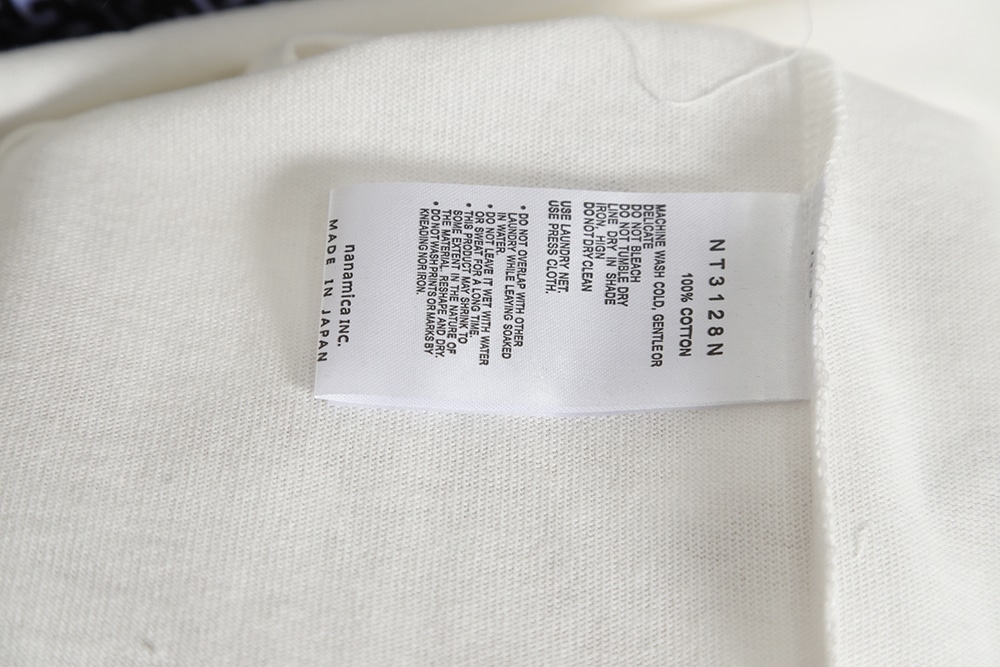 NT3128N
100% COTTON
MACHINE WASH COLD, GENTLE OR
DELICATE
DO NOT BLEACH
DO NOT TUMBLE DRY
LINE DRY IN SHADE
IRON, HIGH
DO NOT DRY CLEAN
USE LAUNDRY NET.
USE PRESS CLOTH.
• DO NOT OVERLAP WITH OTHER
LAUNDRY WHILE LEAVING SOAKED
IN WATER.
• DO NOT LEAVE IT WET WITH WATER
OR SWEAT FOR A LONG TIME.
• THIS PRODUCT MAY SHRINK TO
SOME EXTENT IN THE NATURE OF
THE MATERIAL. RESHAPE AND DRY.
• DO NOT WASH PRINTS OR MARKS BY
KNEADING NOR IRON.
nanamica INC.
MADE IN JAPAN